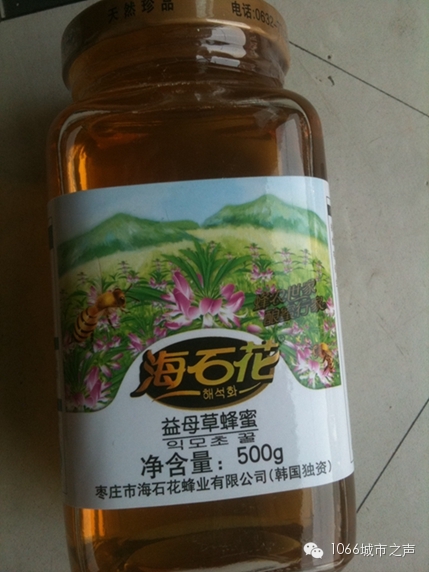 天然珍品
电话:063
海石花
해석화
益母草蜂蜜
익모초 꿀
净含量：500g
枣庄市海石花蜂业有限公司(韩国独资)
1066城市之声